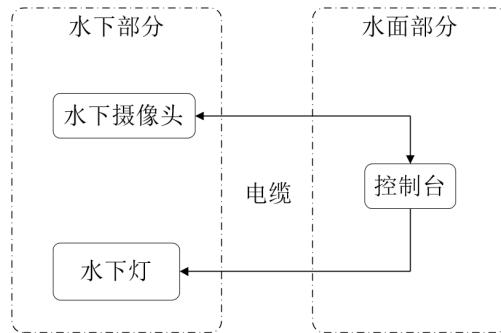 水下部分
水面部分
水下摄像头
控制台
电缆
水下灯